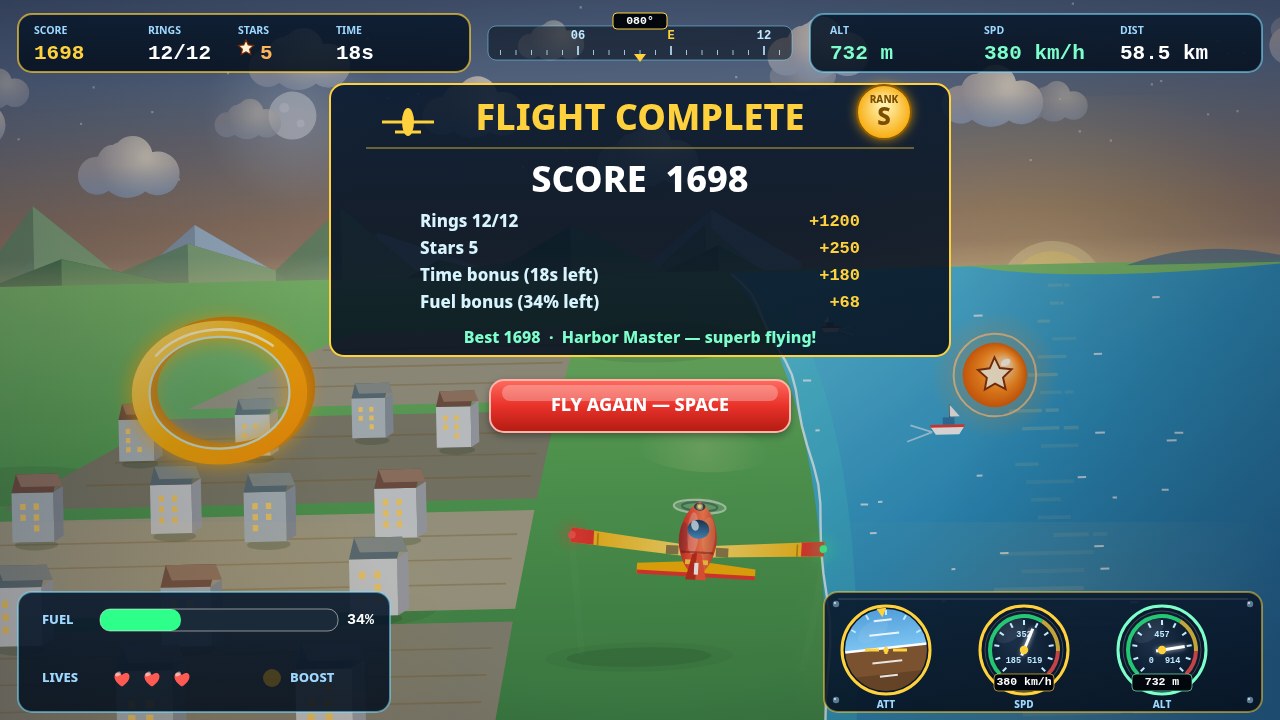 SCORE RINGS STARS TIME
1698 12/12 5 18s
080°
06 E 12
ALT SPD DIST
732 m 380 km/h 58.5 km
FLIGHT COMPLETE
RANK
S
SCORE 1698
Rings 12/12 +1200
Stars 5 +250
Time bonus (18s left) +180
Fuel bonus (34% left) +68
Best 1698 · Harbor Master — superb flying!
FLY AGAIN — SPACE
FUEL 34%
LIVES BOOST
352
185 519
380 km/h
457
0 914
732 m
ATT SPD ALT